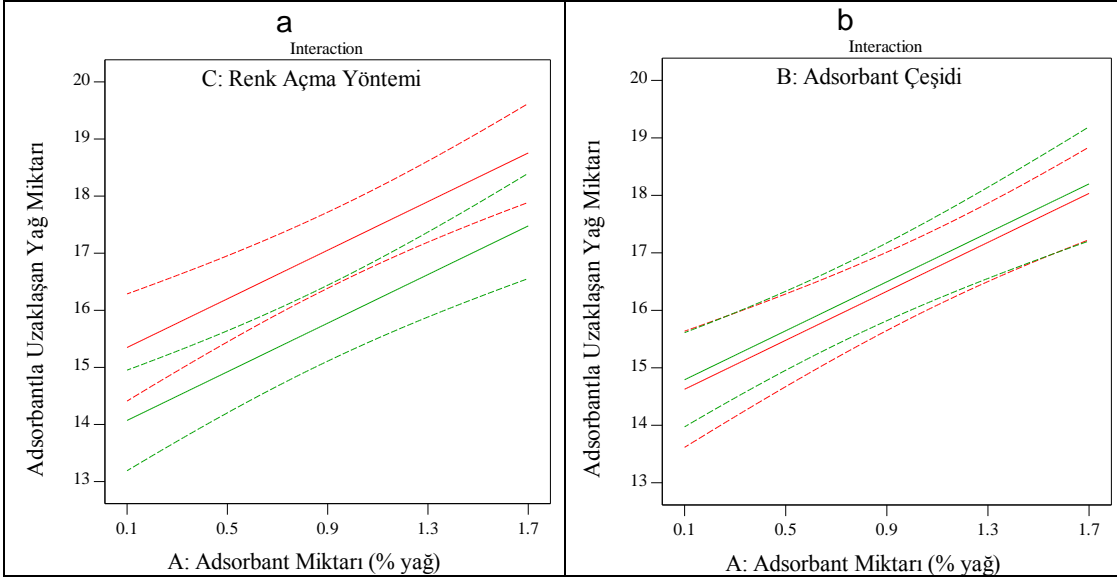 a
Interaction
C: Renk Açma Yöntemi
Adsorbantla Uzaklaşan Yağ Miktarı
20
19
18
17
16
15
14
13
0.1 0.5 0.9 1.3 1.7
A: Adsorbant Miktarı (% yağ)
b
Interaction
B: Adsorbant Çeşidi
Adsorbantla Uzaklaşan Yağ Miktarı
20
19
18
17
16
15
14
13
0.1 0.5 0.9 1.3 1.7
A: Adsorbant Miktarı (% yağ)